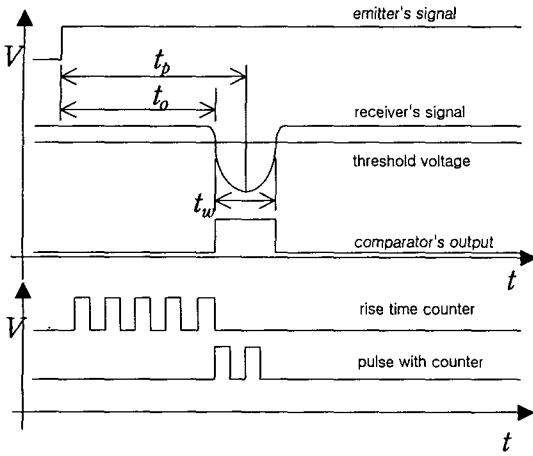 emitter's signal
V
t_p
t_o
receiver's signal
threshold voltage
t_w
comparator's output
t
V
rise time counter
pulse with counter
t